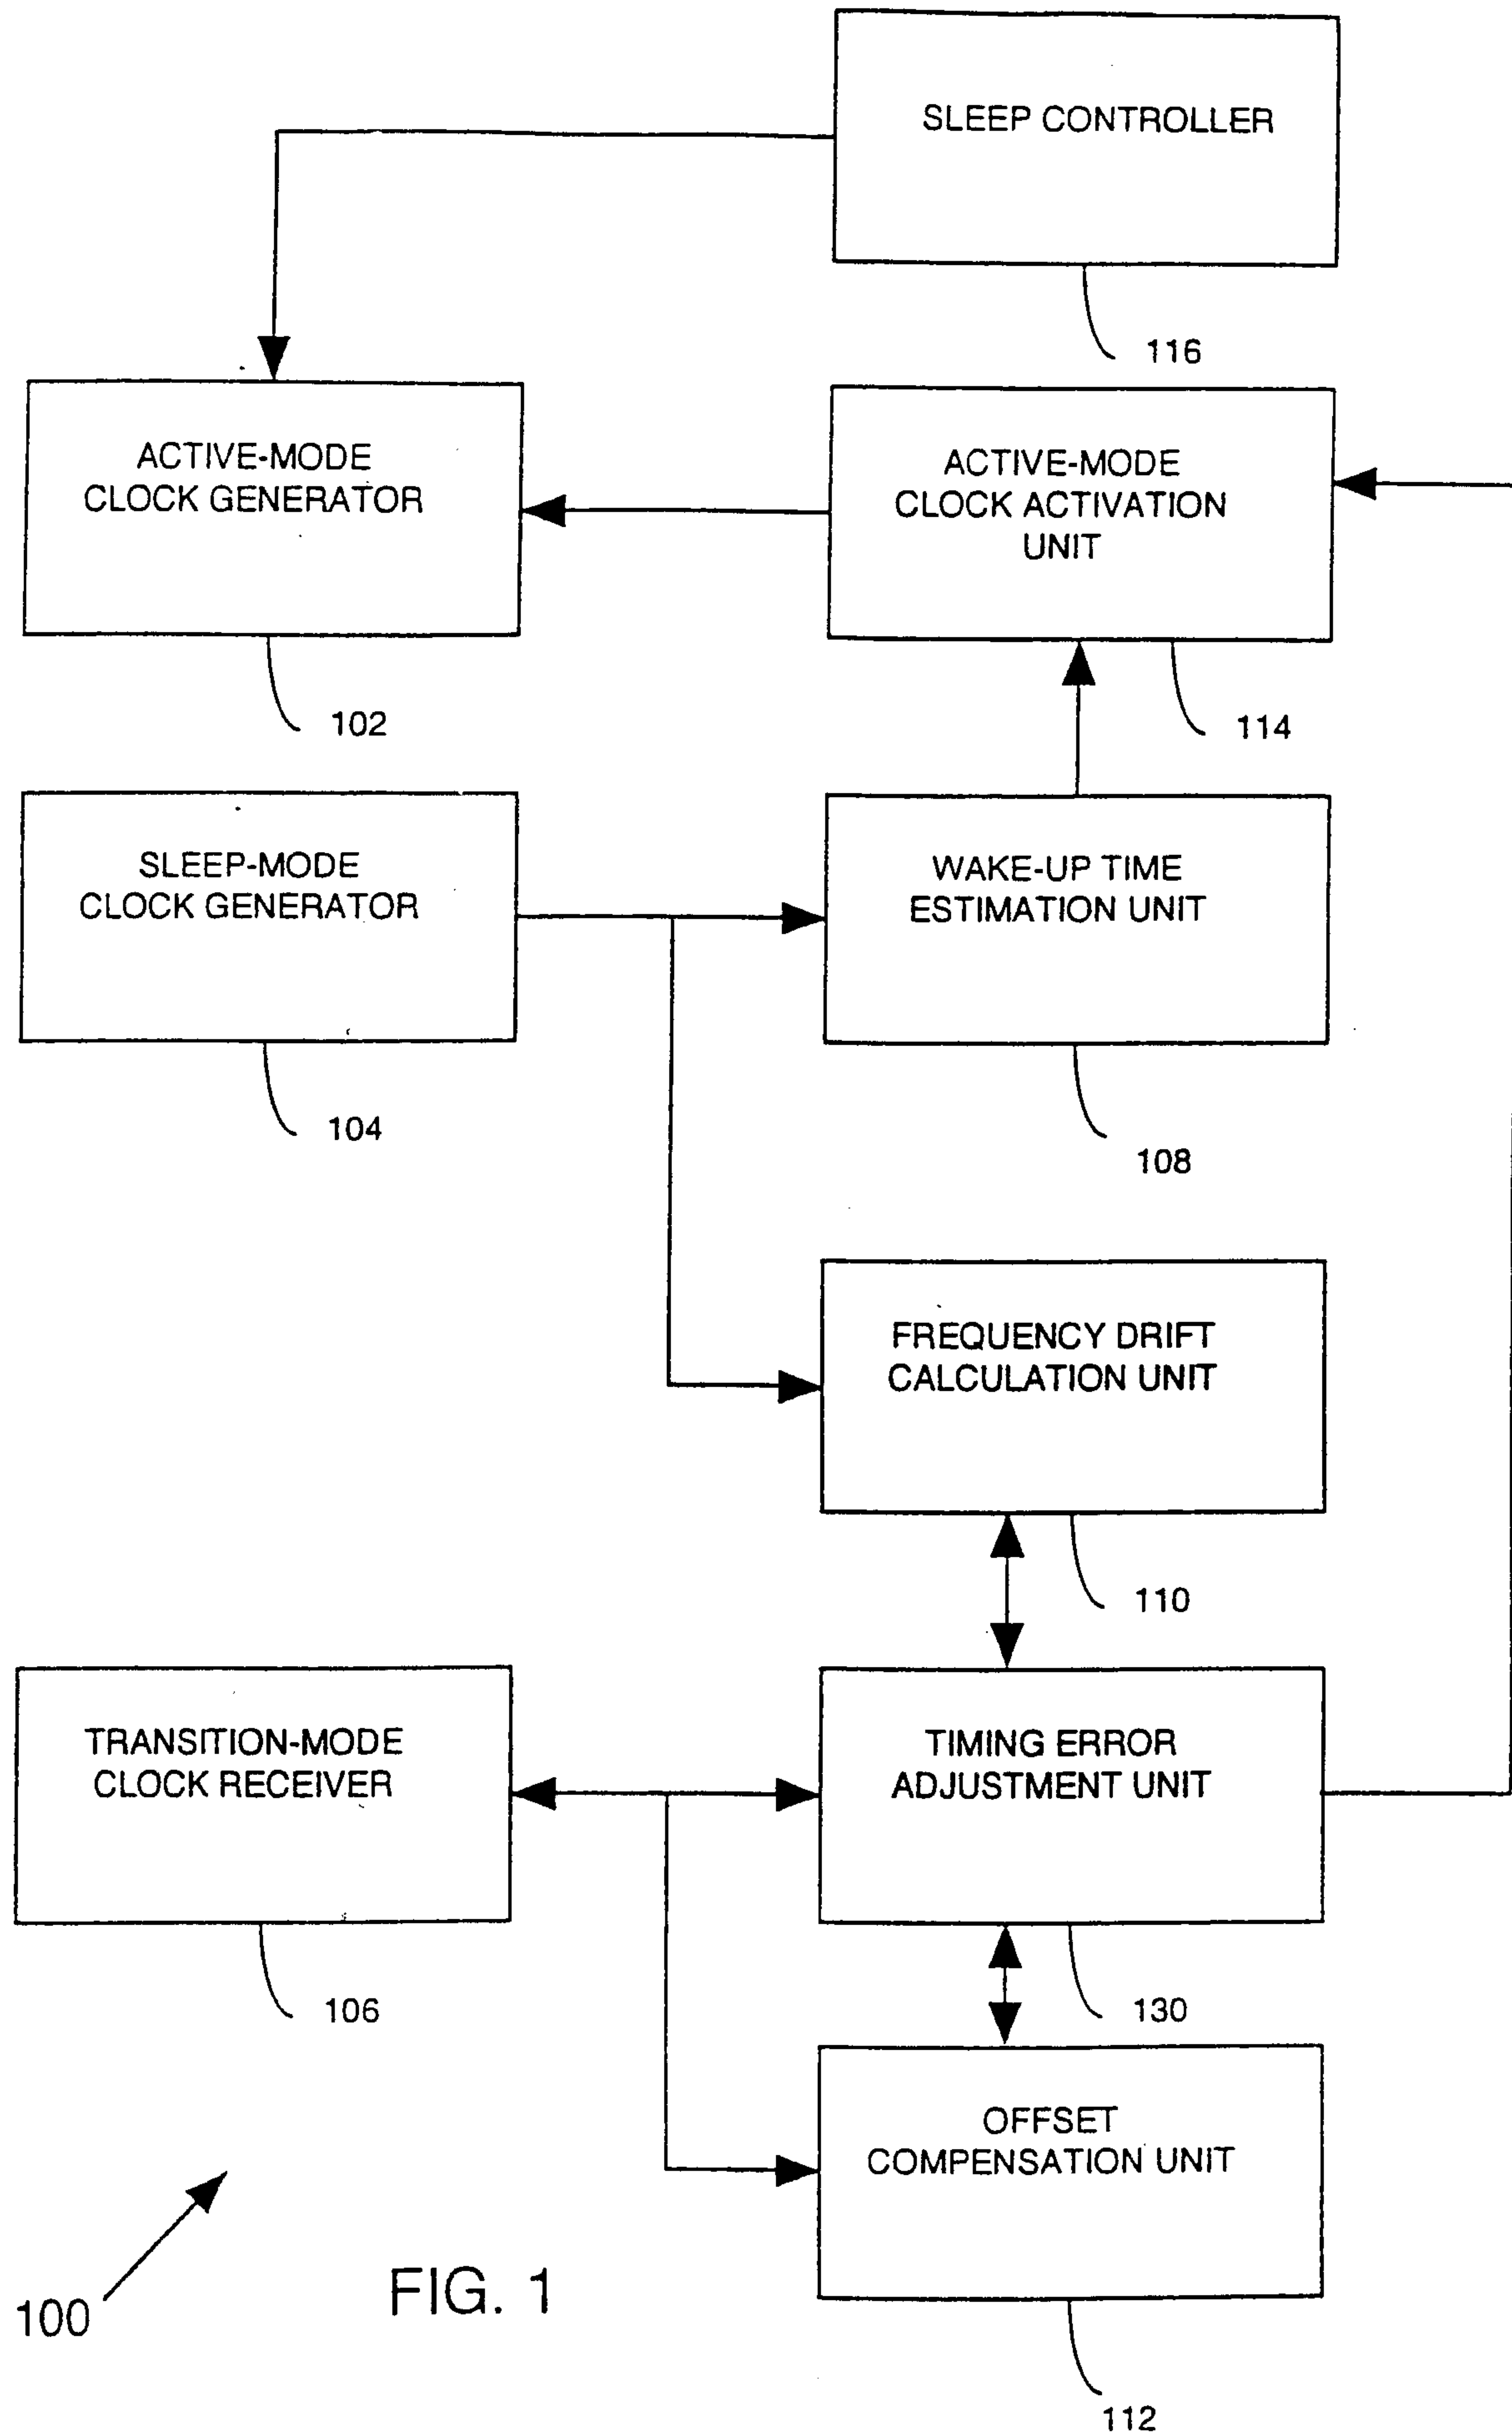 SLEEP CONTROLLER
116
ACTIVE-MODE
CLOCK GENERATOR
102
ACTIVE-MODE
CLOCK ACTIVATION
UNIT
114
SLEEP-MODE
CLOCK GENERATOR
104
WAKE-UP TIME
ESTIMATION UNIT
108
FREQUENCY DRIFT
CALCULATION UNIT
110
TRANSITION-MODE
CLOCK RECEIVER
106
TIMING ERROR
ADJUSTMENT UNIT
130
OFFSET
COMPENSATION UNIT
112
100
FIG. 1